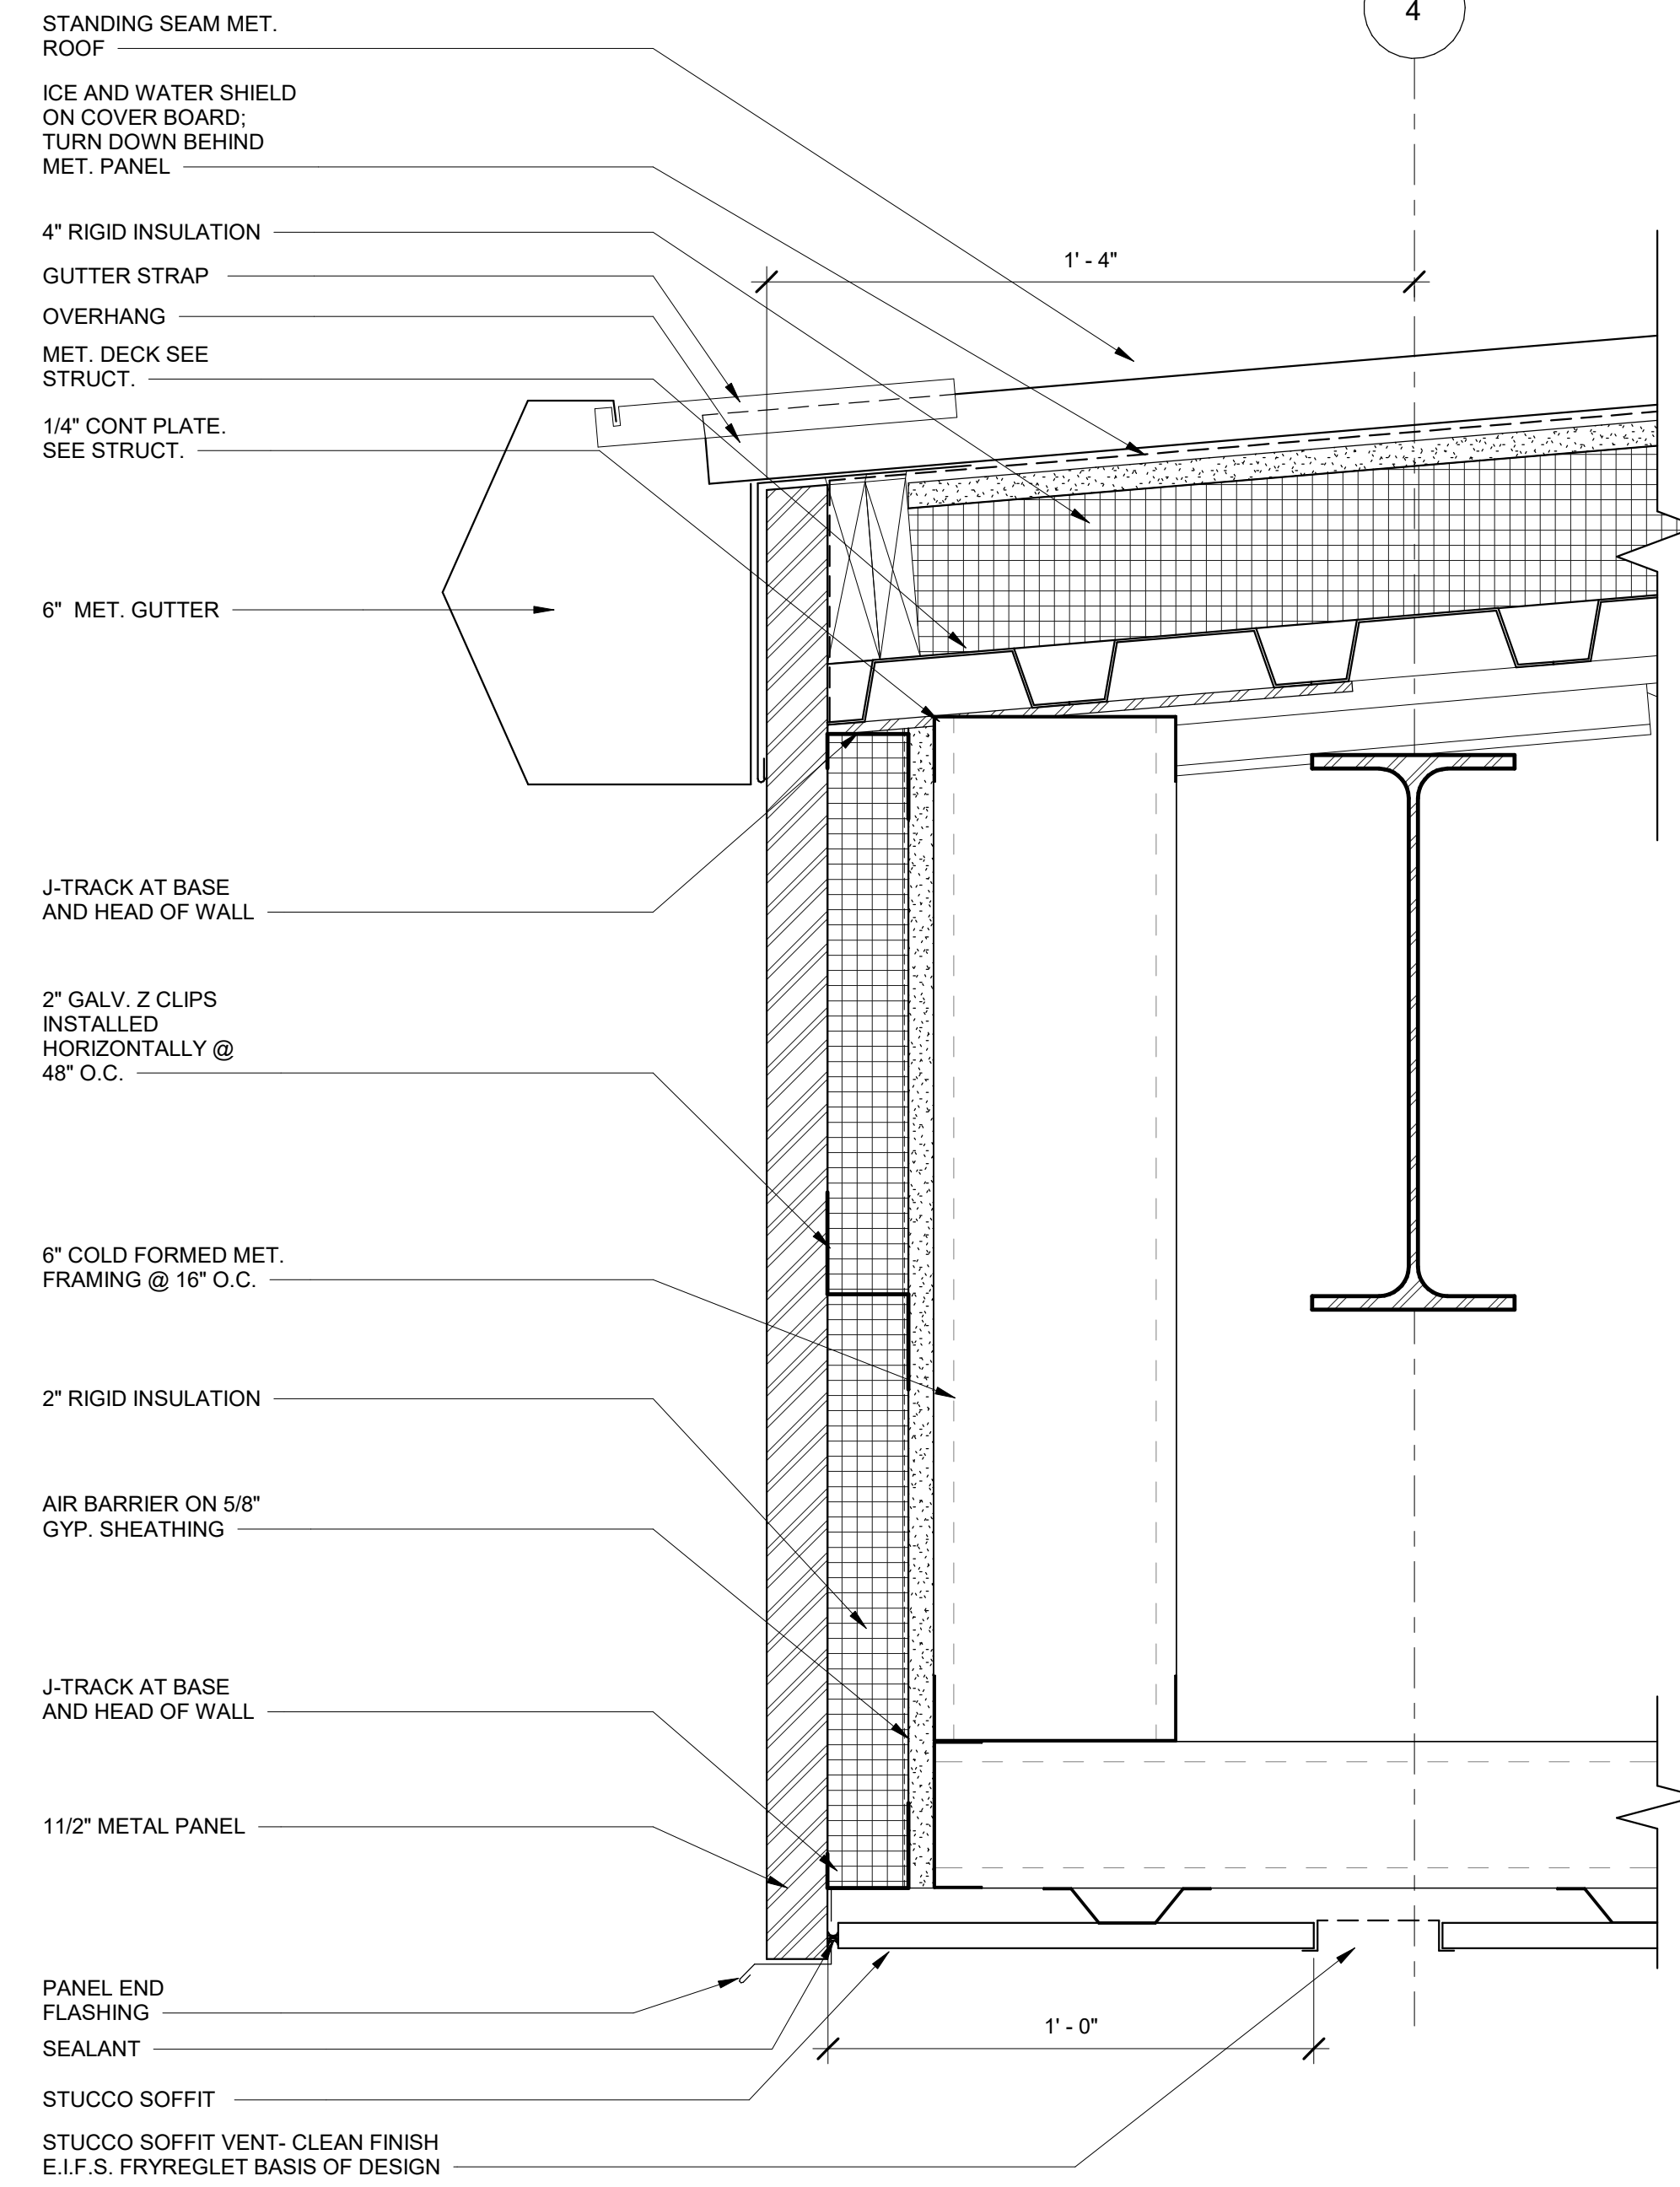 STANDING SEAM MET.
ROOF
4
ICE AND WATER SHIELD
ON COVER BOARD;
TURN DOWN BEHIND
MET. PANEL
4" RIGID INSULATION
1' - 4"
GUTTER STRAP
OVERHANG
MET. DECK SEE
STRUCT.
1/4" CONT PLATE.
SEE STRUCT.
6" MET. GUTTER
J-TRACK AT BASE
AND HEAD OF WALL
2" GALV. Z CLIPS
INSTALLED
HORIZONTALLY @
48" O.C.
6" COLD FORMED MET.
FRAMING @ 16" O.C.
2" RIGID INSULATION
AIR BARRIER ON 5/8"
GYP. SHEATHING
J-TRACK AT BASE
AND HEAD OF WALL
11/2" METAL PANEL
PANEL END
FLASHING
1' - 0"
SEALANT
STUCCO SOFFIT
STUCCO SOFFIT VENT- CLEAN FINISH
E.I.F.S. FRYREGLET BASIS OF DESIGN